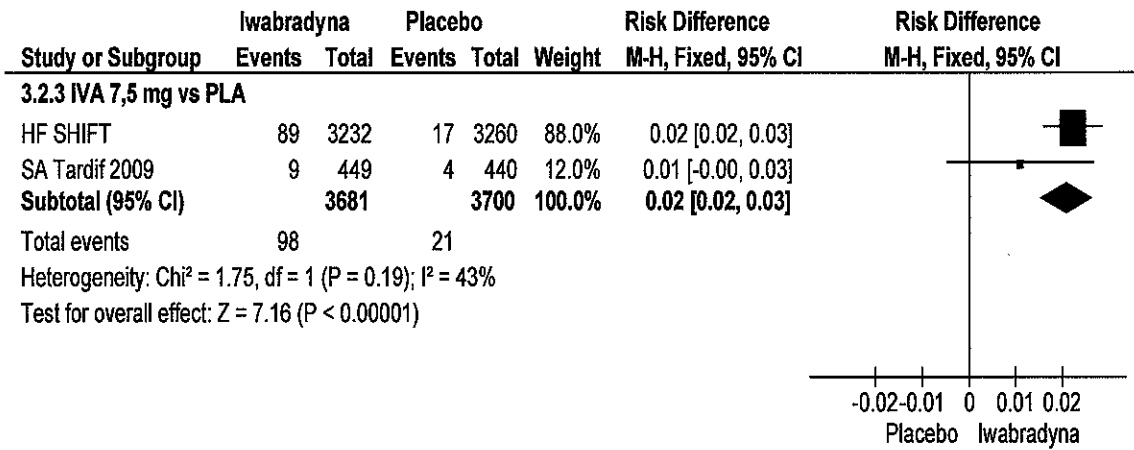 Iwabradyna Placebo Risk Difference Risk Difference
Study or Subgroup Events Total Events Total Weight M-H, Fixed, 95% CI M-H, Fixed, 95% CI
3.2.3 IVA 7,5 mg vs PLA
HF SHIFT 89 3232 17 3260 88.0% 0.02 [0.02, 0.03]
SA Tardif 2009 9 449 4 440 12.0% 0.01 [-0.00, 0.03]
Subtotal (95% CI) 3681 3700 100.0% 0.02 [0.02, 0.03]
Total events 98 21
Heterogeneity: Chi² = 1.75, df = 1 (P = 0.19); I² = 43%
Test for overall effect: Z = 7.16 (P < 0.00001)
-0.02 -0.01 0 0.01 0.02
Placebo Iwabradyna